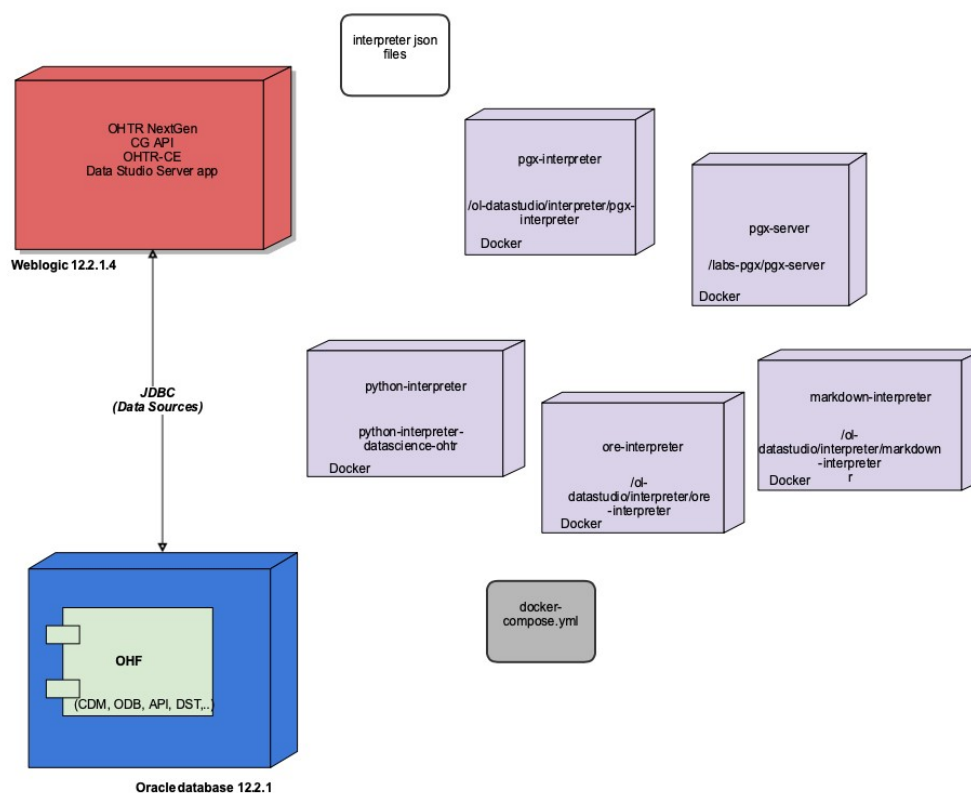 interpreter json
files
OHTR NextGen
CG API
OHTR-CE
Data Studio Server app
Weblogic 12.2.1.4
pgx-interpreter
/ol-datastudio/interpreter/pgx-
interpreter
Docker
pgx-server
/labs-pgx/pgx-server
Docker
JDBC
(Data Sources)
python-interpreter
python-interpreter-
datascience-ohtr
Docker
ore-interpreter
/ol-
datastudio/interpreter/ore
-interpreter
Docker
markdown-interpreter
/ol-
datastudio/interpreter/markdown
-interpreter
r
Docker
docker-
compose.yml
OHF
(CDM, ODB, API, DST,..)
Oracle database 12.2.1